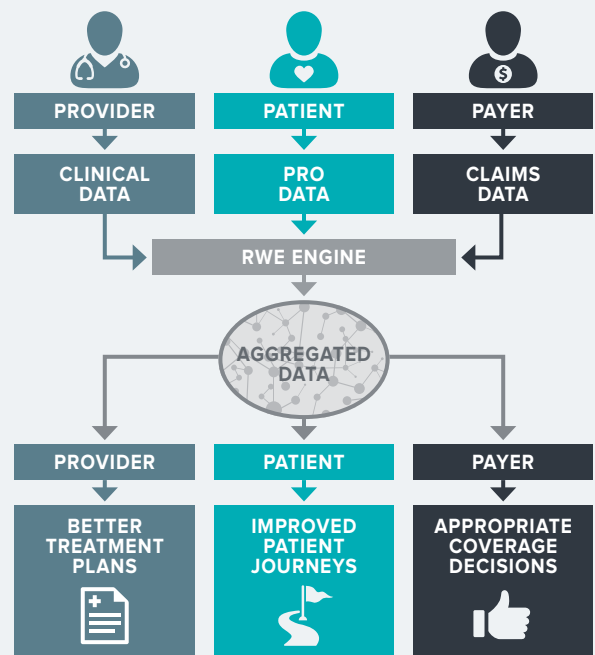 PROVIDER
PATIENT
PAYER
CLINICAL
DATA
PRO
DATA
CLAIMS
DATA
RWE ENGINE
AGGREGATED
DATA
PROVIDER
PATIENT
PAYER
BETTER
TREATMENT
PLANS
IMPROVED
PATIENT
JOURNEYS
APPROPRIATE
COVERAGE
DECISIONS